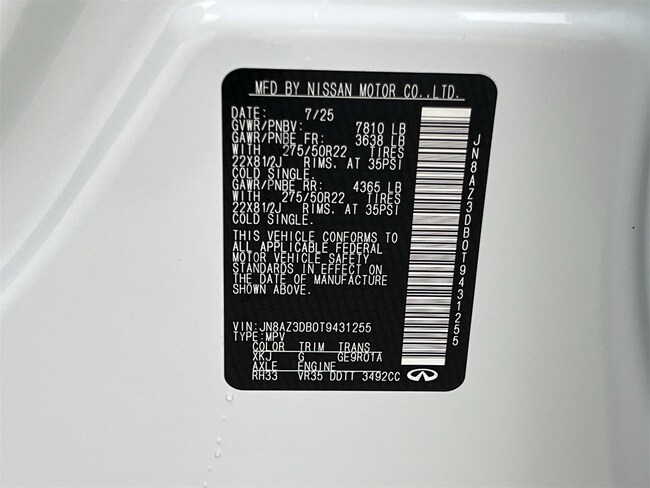 MFD BY NISSAN MOTOR CO.,LTD.
DATE: 7/25
GVWR/PNBV: 7810 LB
GAWR/PNBE FR: 3638 LB
WITH 275/50R22 TIRES
22X81/2J RIMS. AT 35PSI
COLD SINGLE.
GAWR/PNBE RR: 4365 LB
WITH 275/50R22 TIRES
22X81/2J RIMS. AT 35PSI
COLD SINGLE.
THIS VEHICLE CONFORMS TO
ALL APPLICABLE FEDERAL
MOTOR VEHICLE SAFETY
STANDARDS IN EFFECT ON
THE DATE OF MANUFACTURE
SHOWN ABOVE.
VIN:JN8AZ3DB0T9431255
TYPE:MPV
COLOR TRIM TRANS
XKJ G GE9R01A
AXLE ENGINE
RH33 VR35 DDTT 3492CC
JN8AZ3DB0T9431255